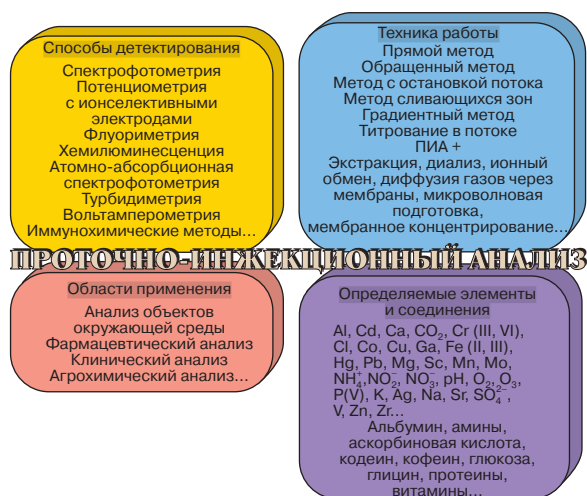 Способы детектирования
Спектрофотометрия
Потенциометрия
с ионселективными
электродами
Флуориметрия
Хемилюминесценция
Атомно-абсорбционная
спектрофотометрия
Турбидиметрия
Вольтамперометрия
Иммунохимические методы...
Техника работы
Прямой метод
Обращенный метод
Метод с остановкой потока
Метод сливающихся зон
Градиентный метод
Титрование в потоке
ПИА +
Экстракция, диализ, ионный
обмен, диффузия газов через
мембраны, микроволновая
подготовка,
мембранное концентрирование...
ПРОТОЧНО-ИНЖЕКЦИОННЫЙ АНАЛИЗ
Области применения
Анализ объектов
окружающей среды
Фармацевтический анализ
Клинический анализ
Агрохимический анализ...
Определяемые элементы
и соединения
Al, Cd, Ca, CO₂, Cr (III, VI),
Cl, Co, Cu, Ga, Fe (II, III),
Hg, Pb, Mg, Sc, Mn, Mo,
NH₄⁺,NO₂⁻, NO₃⁻, pH, O₂, O₃,
P(V), K, Ag, Na, Sr, SO₄²⁻,
V, Zn, Zr...
Альбумин, амины,
аскорбиновая кислота,
кодеин, кофеин, глюкоза,
глицин, протеины,
витамины...